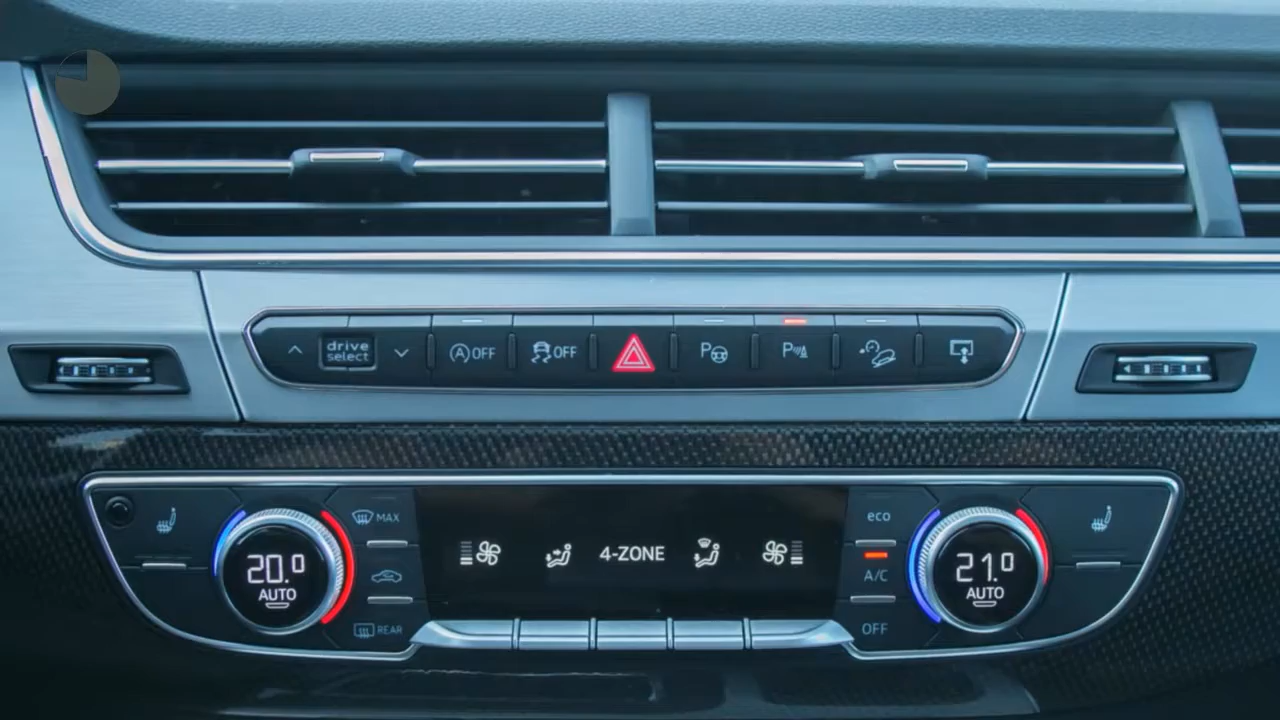 drive
select
A OFF
OFF
P
P
MAX
REAR
20.0
AUTO
4-ZONE
eco
A/C
OFF
21.0
AUTO